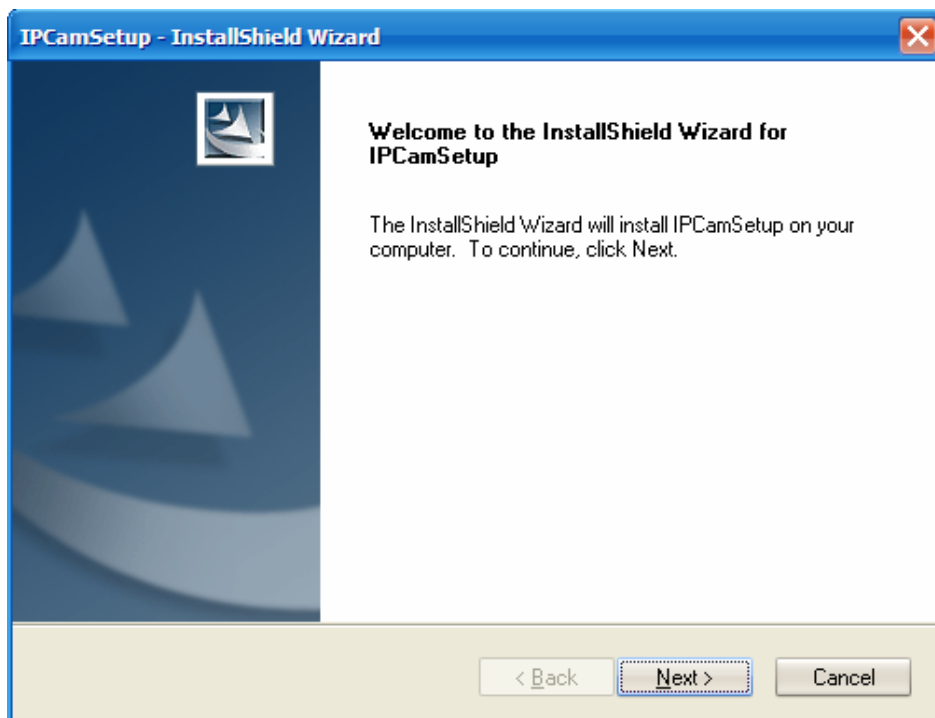 IPCamSetup - InstallShield Wizard
Welcome to the InstallShield Wizard for
IPCamSetup
The InstallShield Wizard will install IPCamSetup on your
computer.  To continue, click Next.
< Back
Next >
Cancel